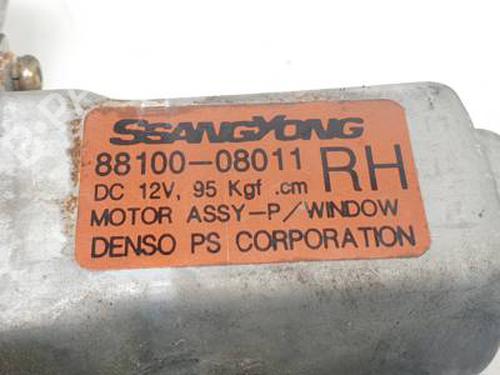 SSANGYONG
88100-08011 RH
DC 12V, 95 Kgf .cm
MOTOR ASSY-P/WINDOW
DENSO PS CORPORATION